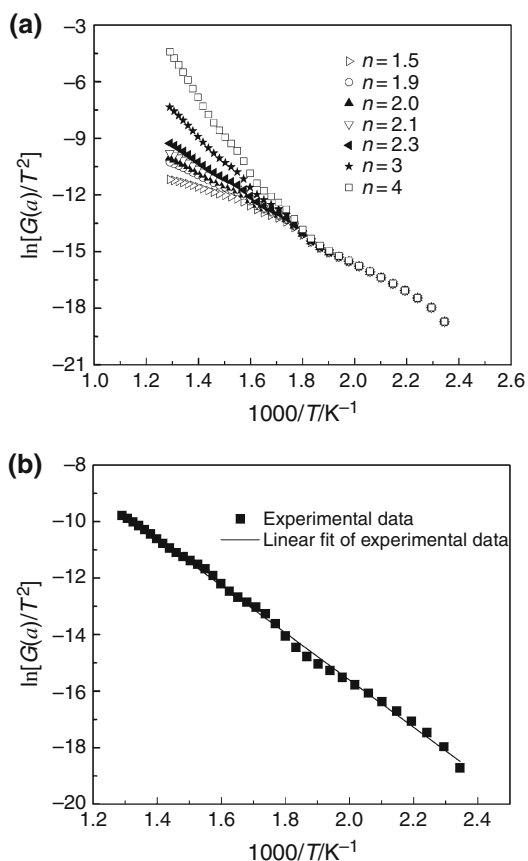 (a)
−3
−6
−9
−12
−15
−18
−21
ln[G(a)/T²]
n = 1.5
n = 1.9
n = 2.0
n = 2.1
n = 2.3
n = 3
n = 4
1.0 1.2 1.4 1.6 1.8 2.0 2.2 2.4 2.6
1000/T/K⁻¹
(b)
−8
−10
−12
−14
−16
−18
−20
ln[G(a)/T²]
Experimental data
Linear fit of experimental data
1.2 1.4 1.6 1.8 2.0 2.2 2.4
1000/T/K⁻¹